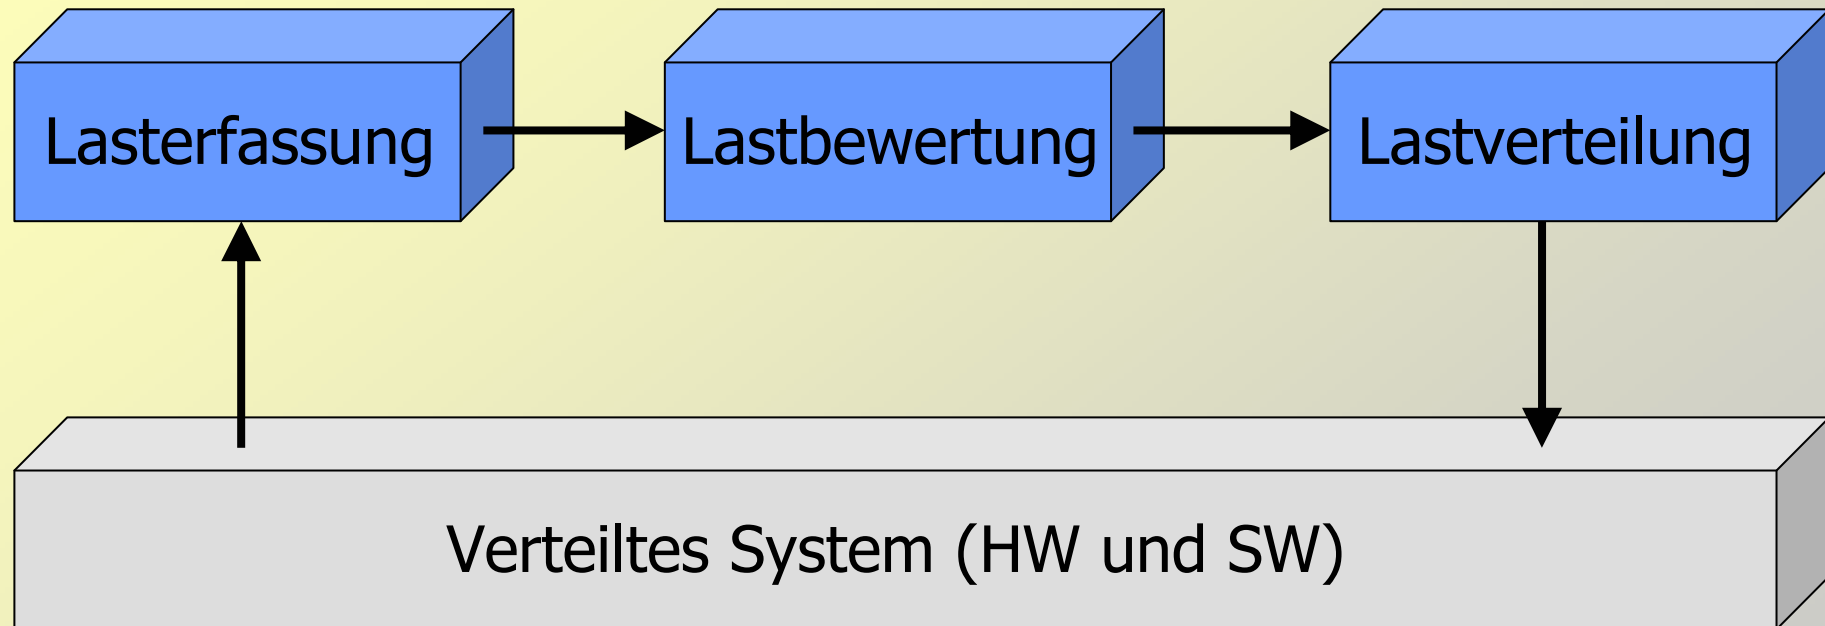 Lasterfassung
Lastbewertung
Lastverteilung
Verteiltes System (HW und SW)